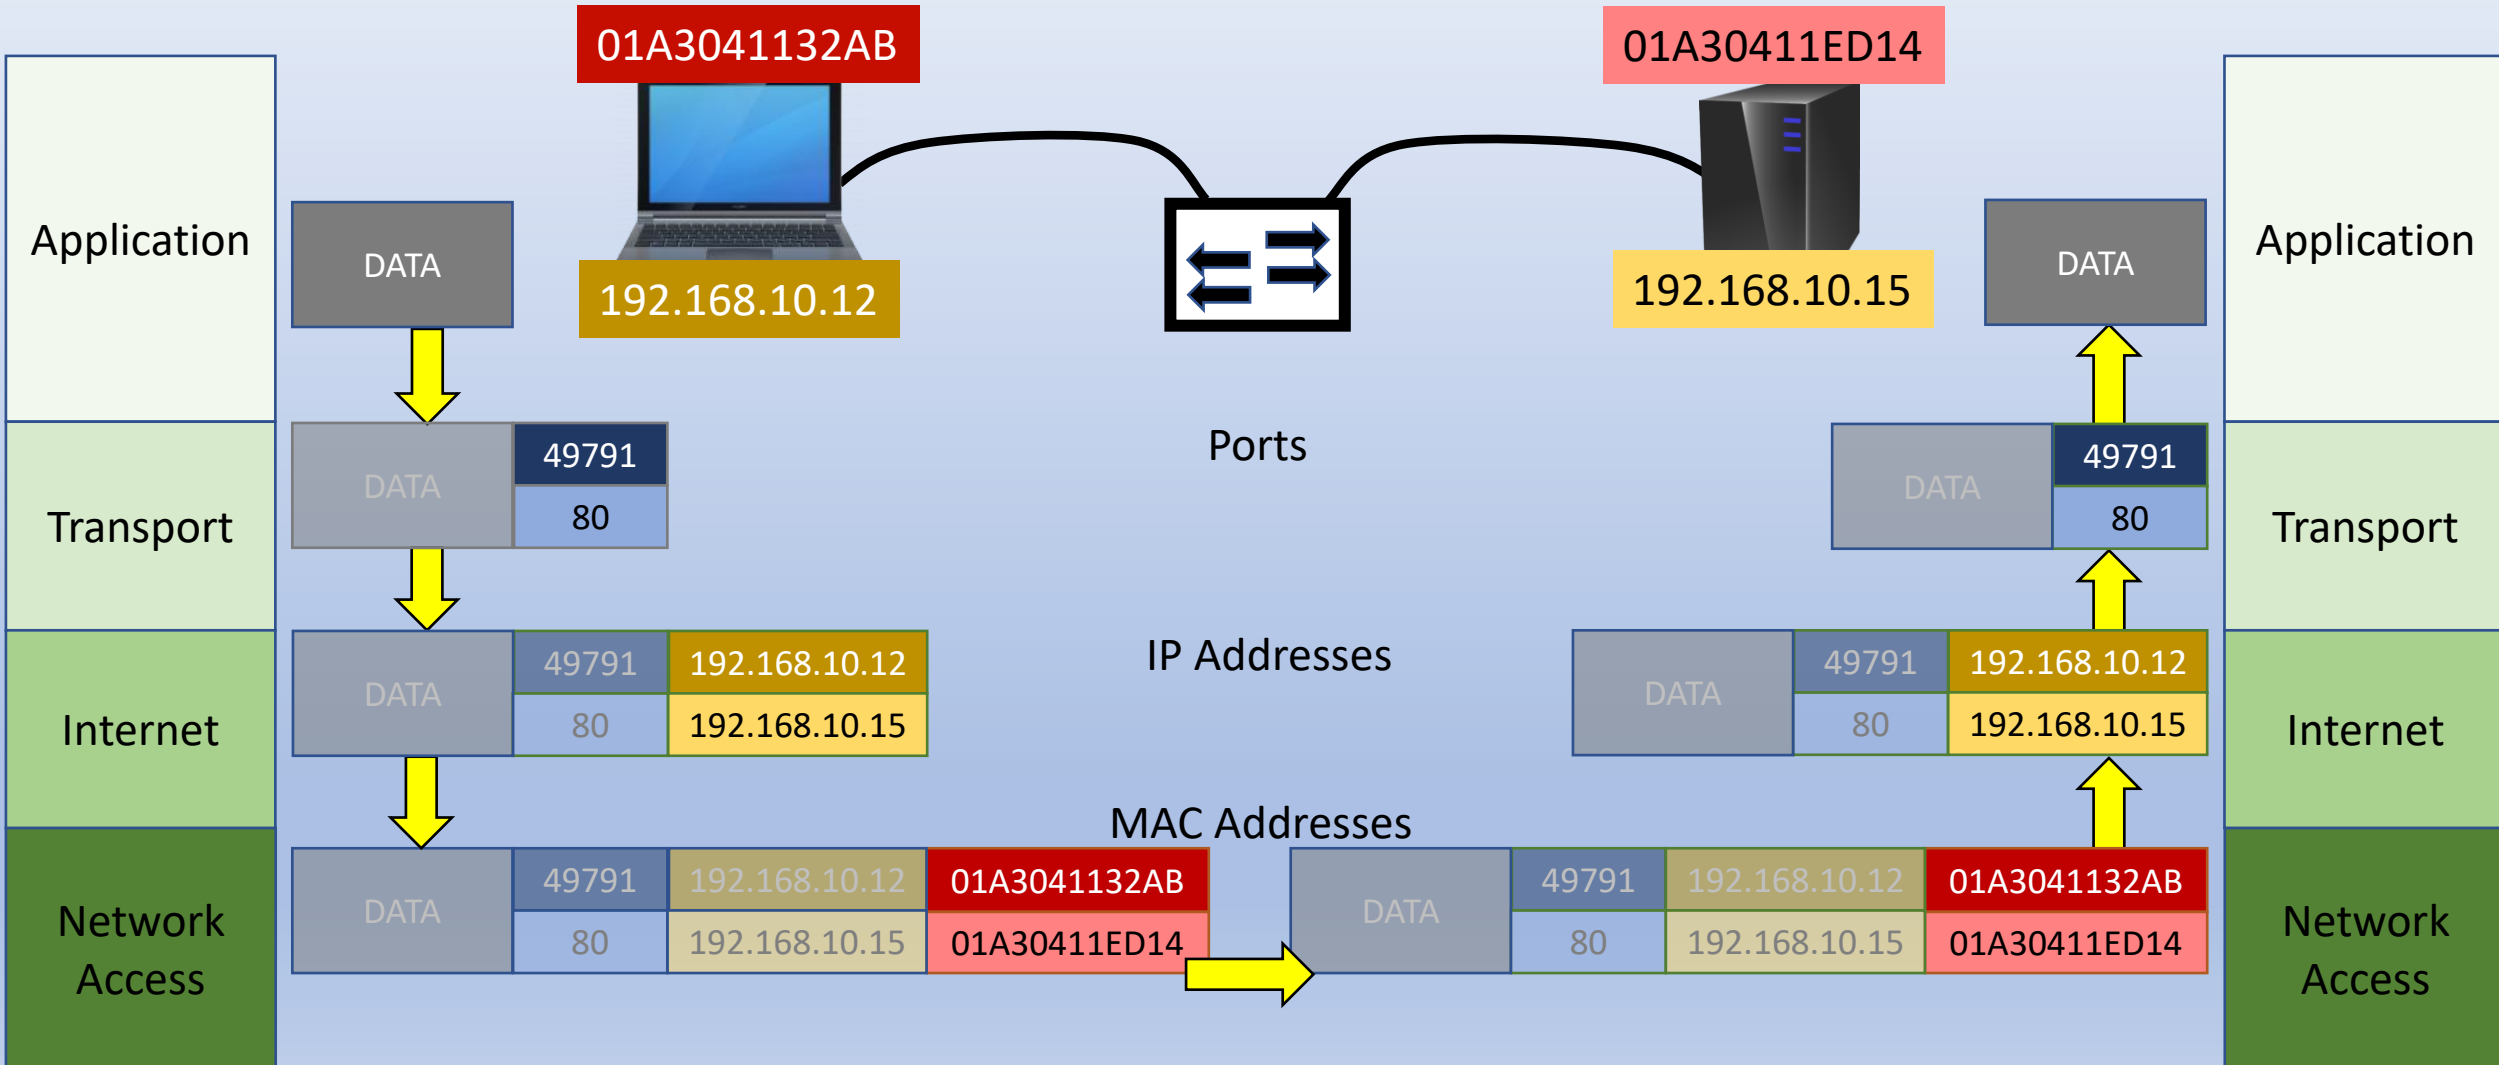 01A3041132AB
01A30411ED14
Application
DATA
192.168.10.12
192.168.10.15
DATA
Application
Transport
DATA
49791
80
Ports
DATA
49791
80
Transport
Internet
DATA
49791
192.168.10.12
80
192.168.10.15
IP Addresses
DATA
49791
192.168.10.12
80
192.168.10.15
Internet
MAC Addresses
Network
Access
DATA
49791
192.168.10.12
01A3041132AB
80
192.168.10.15
01A30411ED14
DATA
49791
192.168.10.12
01A3041132AB
80
192.168.10.15
01A30411ED14
Network
Access